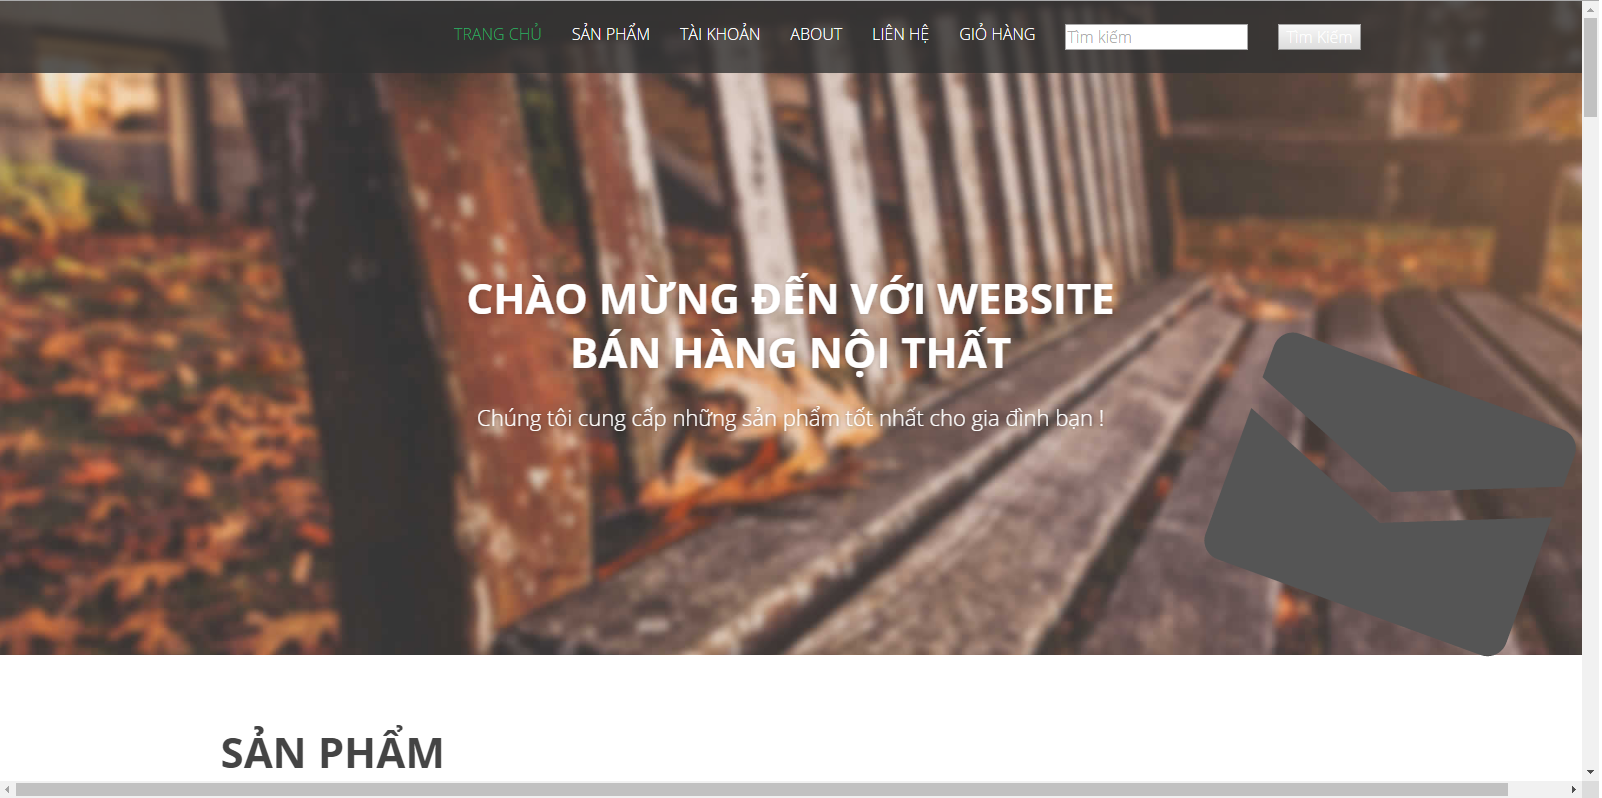 TRANG CHỦ SẢN PHẨM TÀI KHOẢN ABOUT LIÊN HỆ GIỎ HÀNG Tìm kiếm Tìm Kiếm
CHÀO MỪNG ĐẾN VỚI WEBSITE
BÁN HÀNG NỘI THẤT
Chúng tôi cung cấp những sản phẩm tốt nhất cho gia đình bạn !
SẢN PHẨM